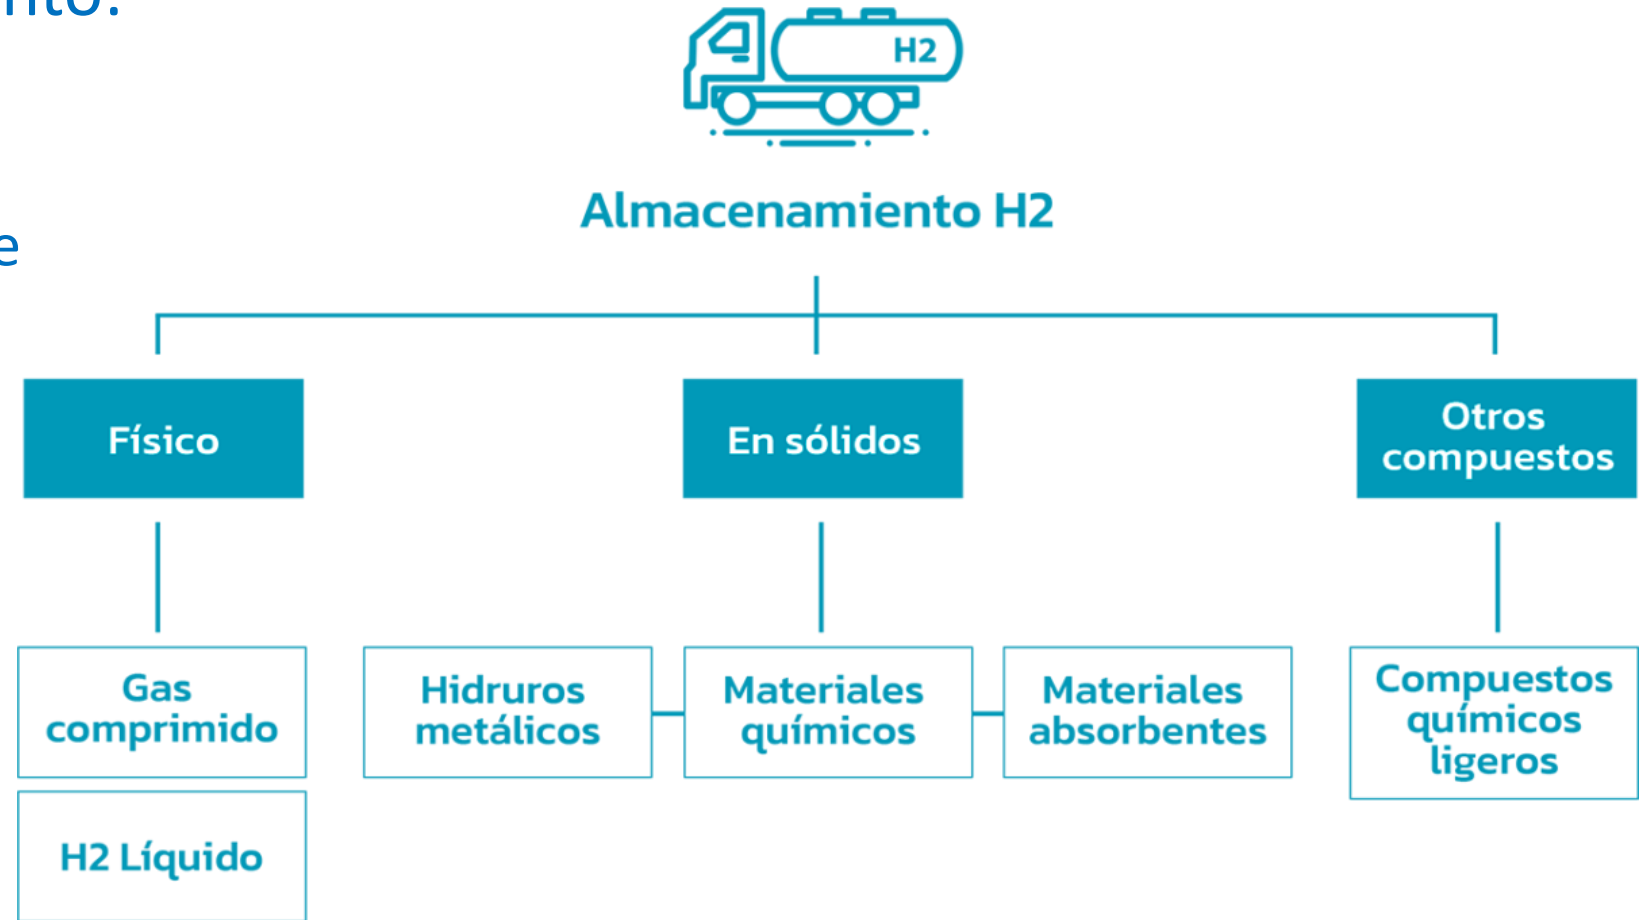 H2
Almacenamiento H2
Físico
En sólidos
Otros
compuestos
Gas
comprimido
Hidruros
metálicos
Materiales
químicos
Materiales
absorbentes
Compuestos
químicos
ligeros
H2 Líquido